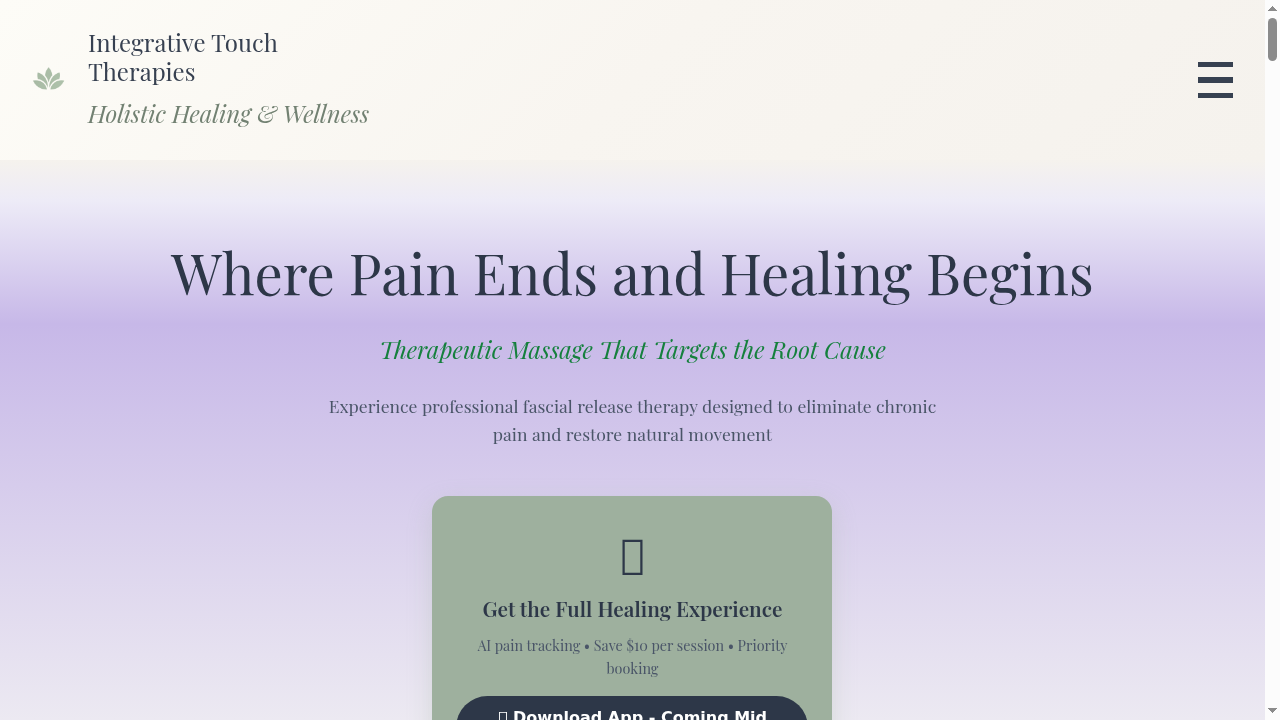 Integrative Touch
Therapies
Holistic Healing & Wellness
Where Pain Ends and Healing Begins
Therapeutic Massage That Targets the Root Cause
Experience professional fascial release therapy designed to eliminate chronic
pain and restore natural movement
Get the Full Healing Experience
AI pain tracking • Save $10 per session • Priority
booking
Download App - Coming Mid